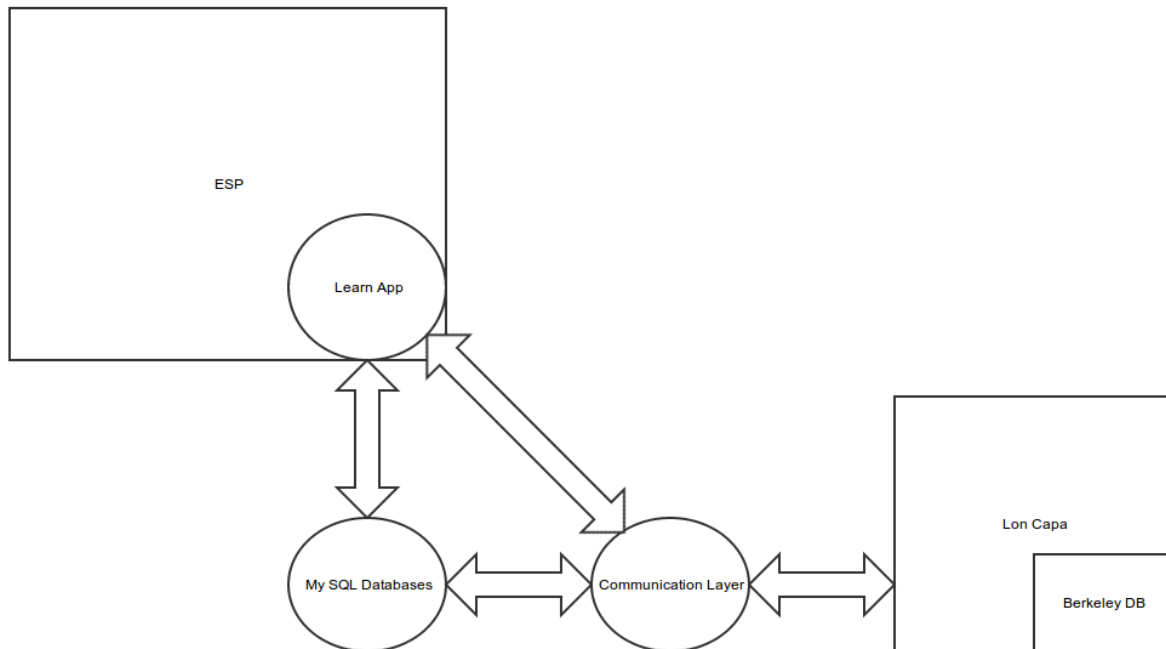 ESP
Learn App
Lon Capa
My SQL Databases
Communication Layer
Berkeley DB